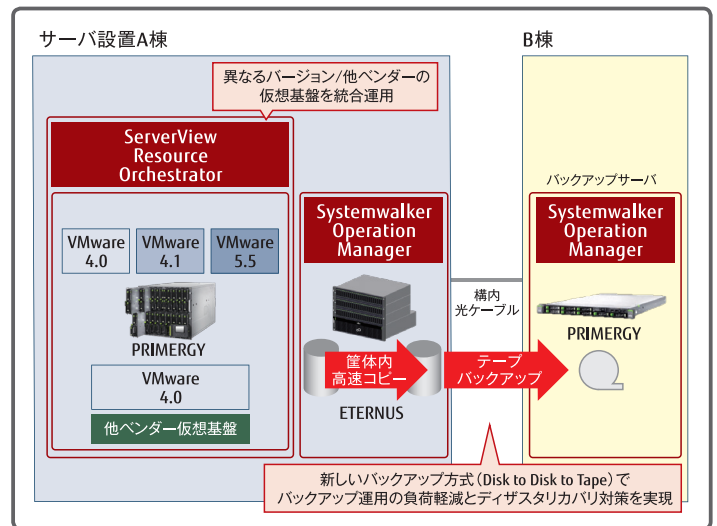 サーバ設置A棟
B棟
異なるバージョン/他ベンダーの
仮想基盤を統合運用
ServerView
Resource
Orchestrator
VMware
4.0
VMware
4.1
VMware
5.5
PRIMERGY
VMware
4.0
他ベンダー仮想基盤
Systemwalker
Operation
Manager
筐体内
高速コピー
ETERNUS
構内
光ケーブル
テープ
バックアップ
バックアップサーバ
Systemwalker
Operation
Manager
PRIMERGY
新しいバックアップ方式(Disk to Disk to Tape)で
バックアップ運用の負荷軽減とディザスタリカバリ対策を実現